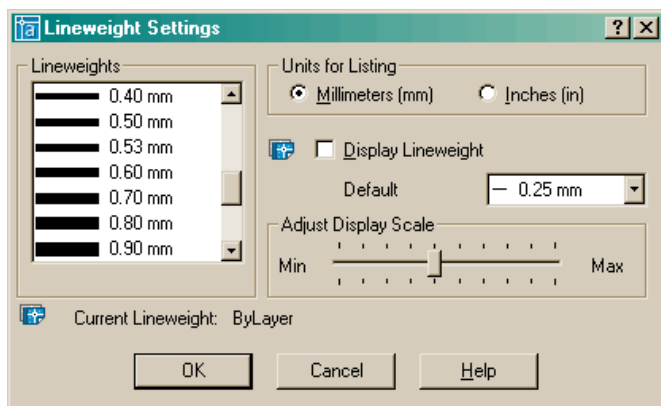 Lineweight Settings
Lineweights
0.40 mm
0.50 mm
0.53 mm
0.60 mm
0.70 mm
0.80 mm
0.90 mm
Units for Listing
Millimeters (mm)
Inches (in)
Display Lineweight
Default
0.25 mm
Adjust Display Scale
Min
Max
Current Lineweight: ByLayer
OK
Cancel
Help